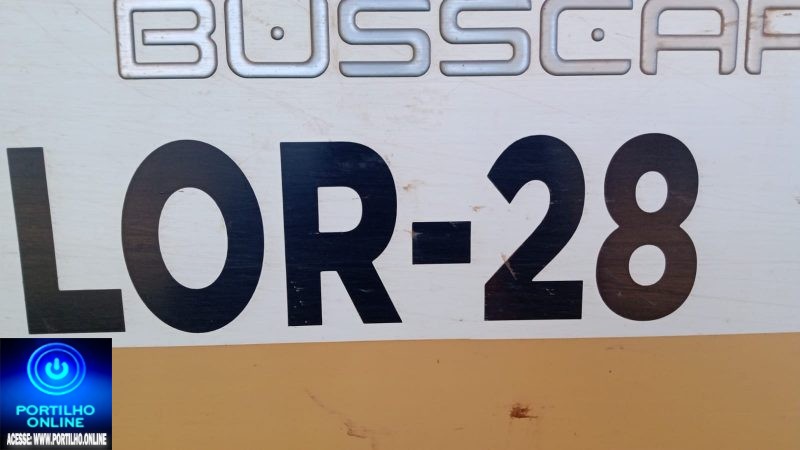 BUSSCAR
LOR-28
PORTILHO
ONLINE
ACESSE: WWW.PORTILHO.ONLINE